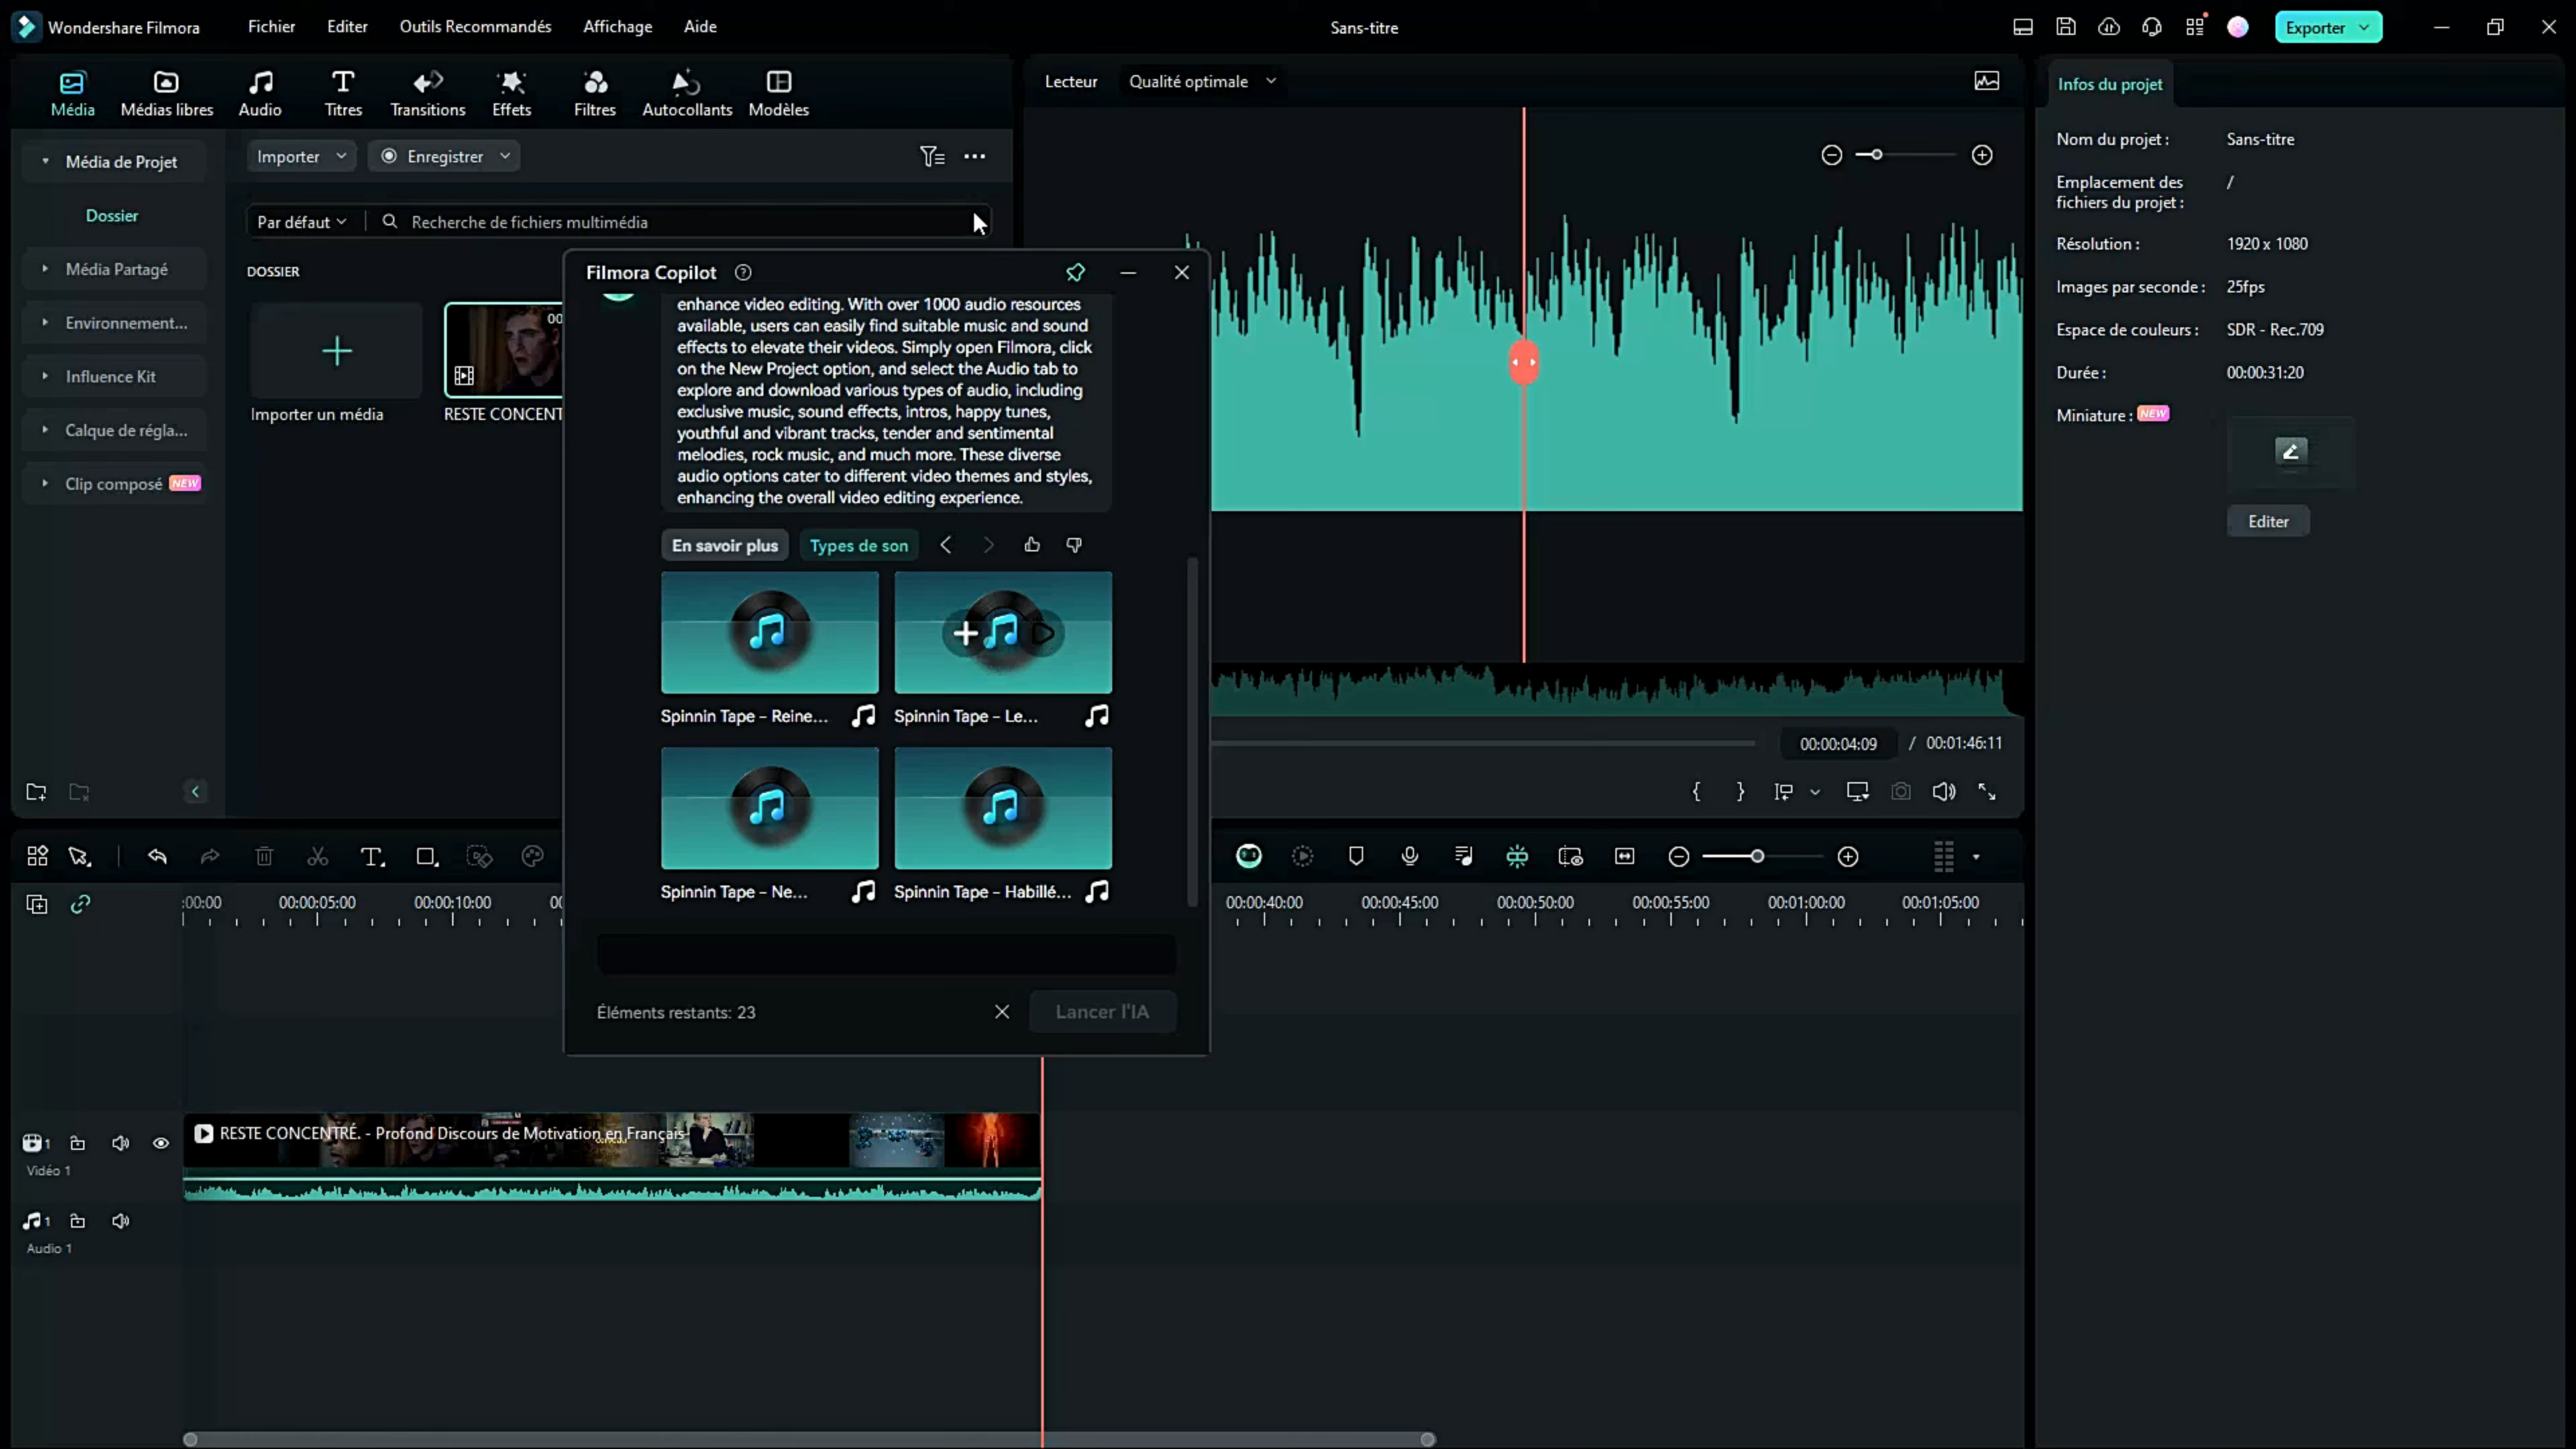 Wondershare Filmora
Fichier
Editer
Outils Recommandés
Affichage
Aide
Sans-titre
Exporter
Média
Médias libres
Audio
Titres
Transitions
Effets
Filtres
Autocollants
Modèles
Lecteur
Qualité optimale
Infos du projet
Média de Projet
Dossier
Média Partagé
Environnement...
Influence Kit
Calque de régla...
Clip composé NEW
Importer
Enregistrer
Par défaut
Recherche de fichiers multimédia
DOSSIER
Importer un média
00
RESTE CONCENT
Filmora Copilot
enhance video editing. With over 1000 audio resources
available, users can easily find suitable music and sound
effects to elevate their videos. Simply open Filmora, click
on the New Project option, and select the Audio tab to
explore and download various types of audio, including
exclusive music, sound effects, intros, happy tunes,
youthful and vibrant tracks, tender and sentimental
melodies, rock music, and much more. These diverse
audio options cater to different video themes and styles,
enhancing the overall video editing experience.
En savoir plus
Types de son
Spinnin Tape - Reine...
Spinnin Tape - Le...
Spinnin Tape - Ne...
Spinnin Tape - Habillé...
Éléments restants: 23
Lancer l'IA
00:00:04:09 / 00:01:46:11
Nom du projet : Sans-titre
Emplacement des
fichiers du projet : /
Résolution : 1920 x 1080
Images par seconde : 25fps
Espace de couleurs : SDR - Rec.709
Durée : 00:00:31:20
Miniature : NEW
Editer
:00:00 00:00:05:00 00:00:10:00 00 00:00:40:00 00:00:45:00 00:00:50:00 00:00:55:00 00:01:00:00 00:01:05:00
RESTE CONCENTRÉ. - Profond Discours de Motivation en Français
1
Vidéo 1
1
Audio 1